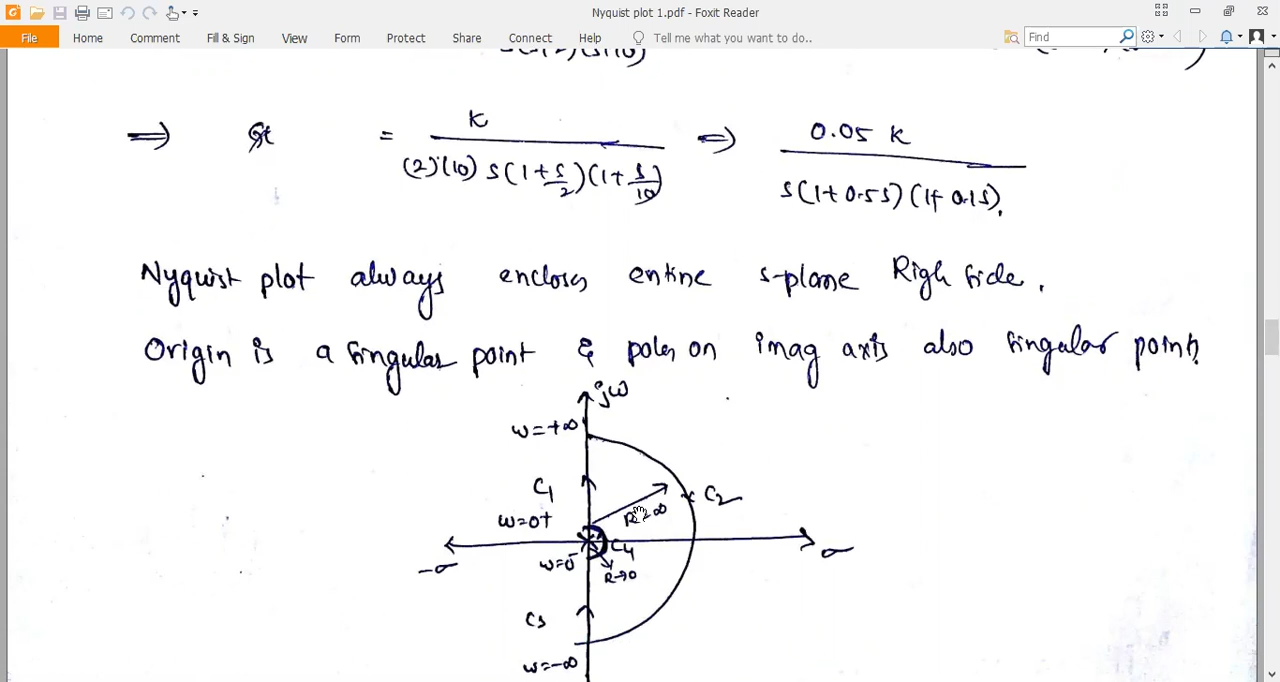 Nyquist plot 1.pdf - Foxit Reader
File Home Comment Fill & Sign View Form Protect Share Connect Help Tell me what you want to do.. Find
⇒ = K / (2)(10) s(1+s/2)(1+s/10) ⇒ 0.05 K / s(1+0.5s)(1+0.1s).
Nyquist plot always encloses entire s-plane Righ side.
Origin is a singular point & poles on imag axis also singular points.
jω
ω=+∞
C1
C2
R→∞
ω=0+
C4
σ
-σ
ω=0-
R→0
C3
ω=-∞